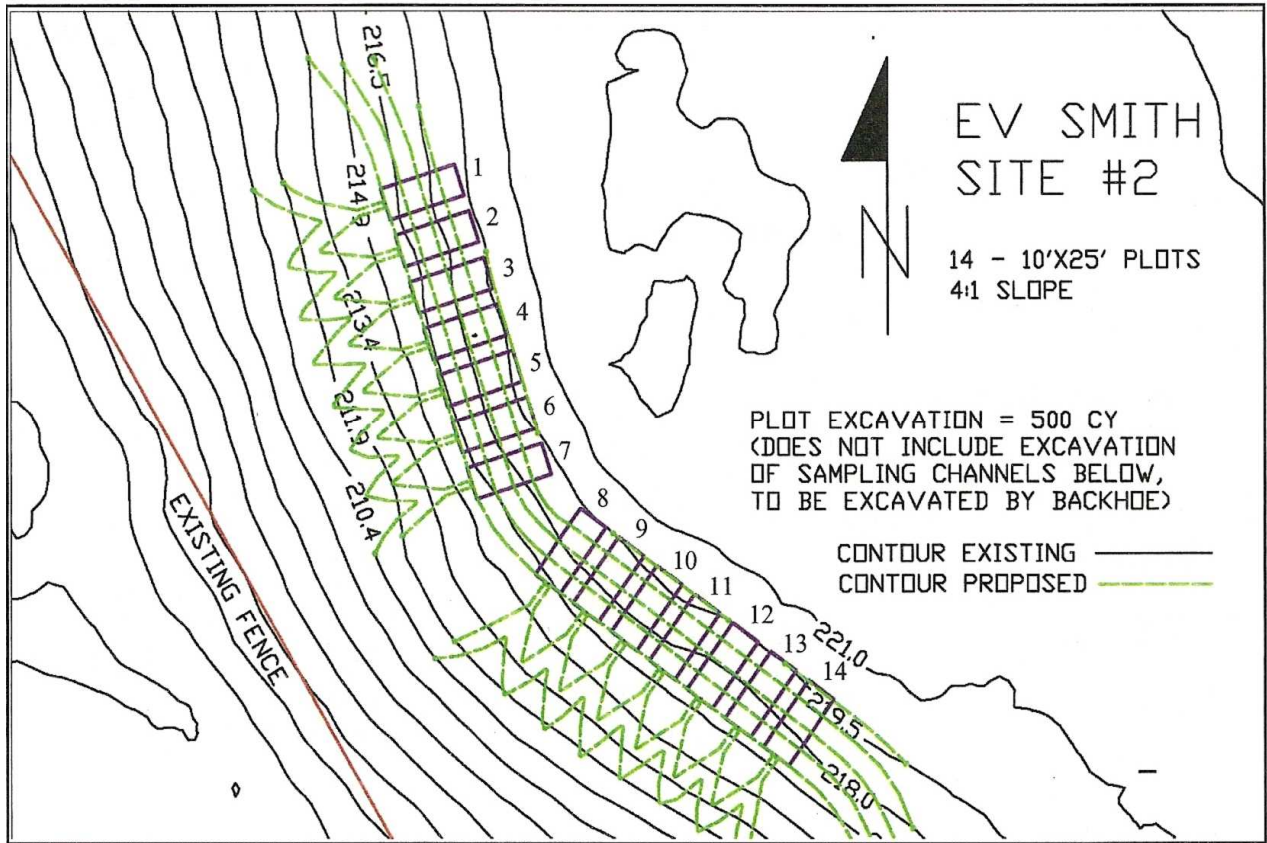 EV SMITH
SITE #2
N
14 - 10'X25' PLOTS
4:1 SLOPE
PLOT EXCAVATION = 500 CY
(DOES NOT INCLUDE EXCAVATION
OF SAMPLING CHANNELS BELOW,
TO BE EXCAVATED BY BACKHOE)
CONTOUR EXISTING
CONTOUR PROPOSED
216.5
214.9
213.4
211.9
210.4
EXISTING FENCE
1
2
3
4
5
6
7
8
9
10
11
12
13
14
221.0
219.5
218.0